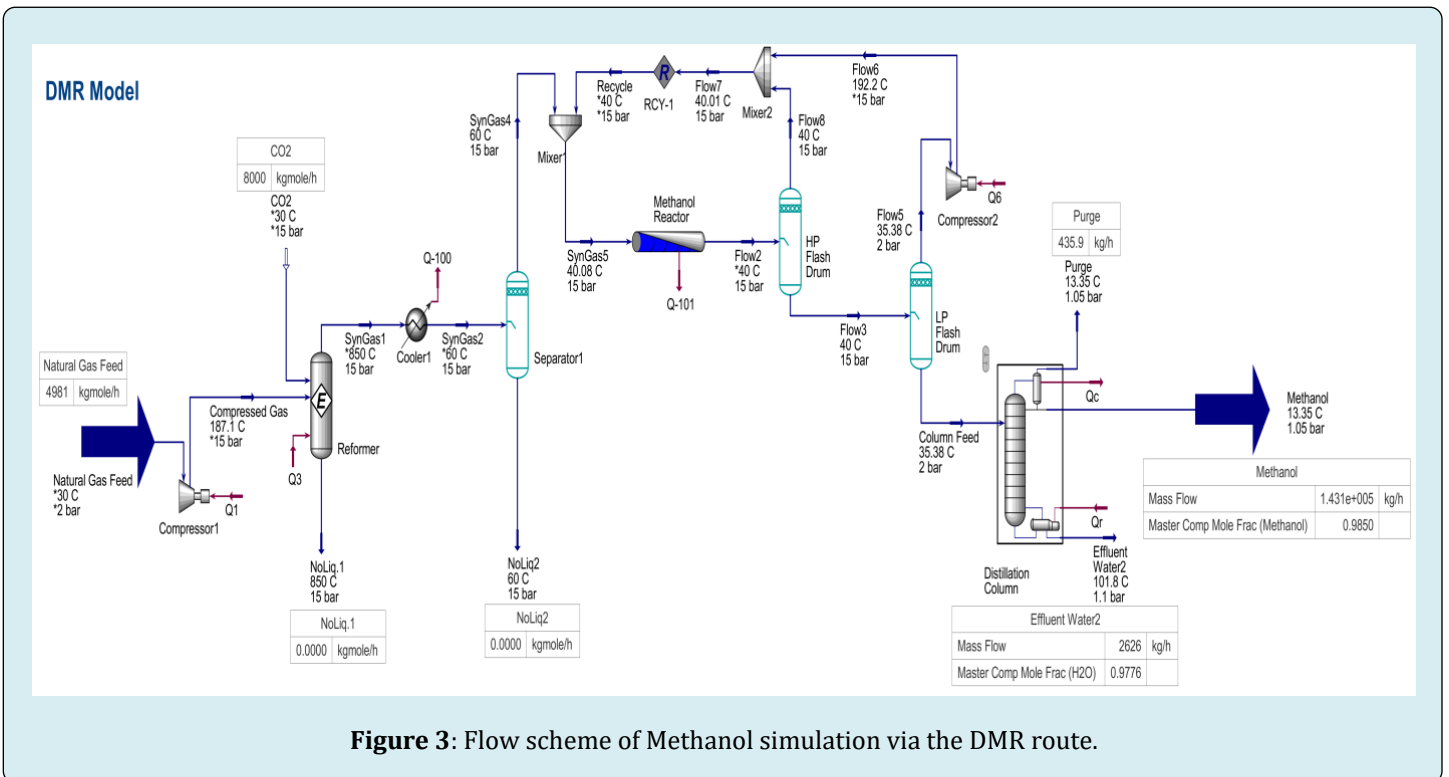 DMR Model
CO2
8000 kgmole/h
CO2
*30 C
*15 bar
Natural Gas Feed
4981 kgmole/h
Natural Gas Feed
*30 C
*2 bar
Compressor1
Q1
Compressed Gas
187.1 C
*15 bar
Q3
E
Reformer
NoLiq.1
850 C
15 bar
NoLiq.1
0.0000 kgmole/h
SynGas1
*850 C
15 bar
Q-100
Cooler1
SynGas2
*60 C
*15 bar
Separator1
NoLiq2
60 C
15 bar
NoLiq2
0.0000 kgmole/h
SynGas4
60 C
15 bar
Mixer1
Recycle
*40 C
*15 bar
R
RCY-1
Flow7
40.01 C
15 bar
Mixer2
SynGas5
40.08 C
15 bar
Methanol
Reactor
Q-101
Flow2
*40 C
15 bar
Flow8
40 C
15 bar
HP
Flash
Drum
Flow3
40 C
15 bar
Flow6
192.2 C
*15 bar
Flow5
35.38 C
2 bar
Compressor2
Q6
LP
Flash
Drum
Column Feed
35.38 C
2 bar
Purge
435.9 kg/h
Purge
13.35 C
1.05 bar
Qc
Qr
Distillation
Column
Methanol
13.35 C
1.05 bar
Methanol
Mass Flow 1.431e+005 kg/h
Master Comp Mole Frac (Methanol) 0.9850
Effluent
Water2
101.8 C
1.1 bar
Effluent Water2
Mass Flow 2626 kg/h
Master Comp Mole Frac (H2O) 0.9776
Figure 3: Flow scheme of Methanol simulation via the DMR route.